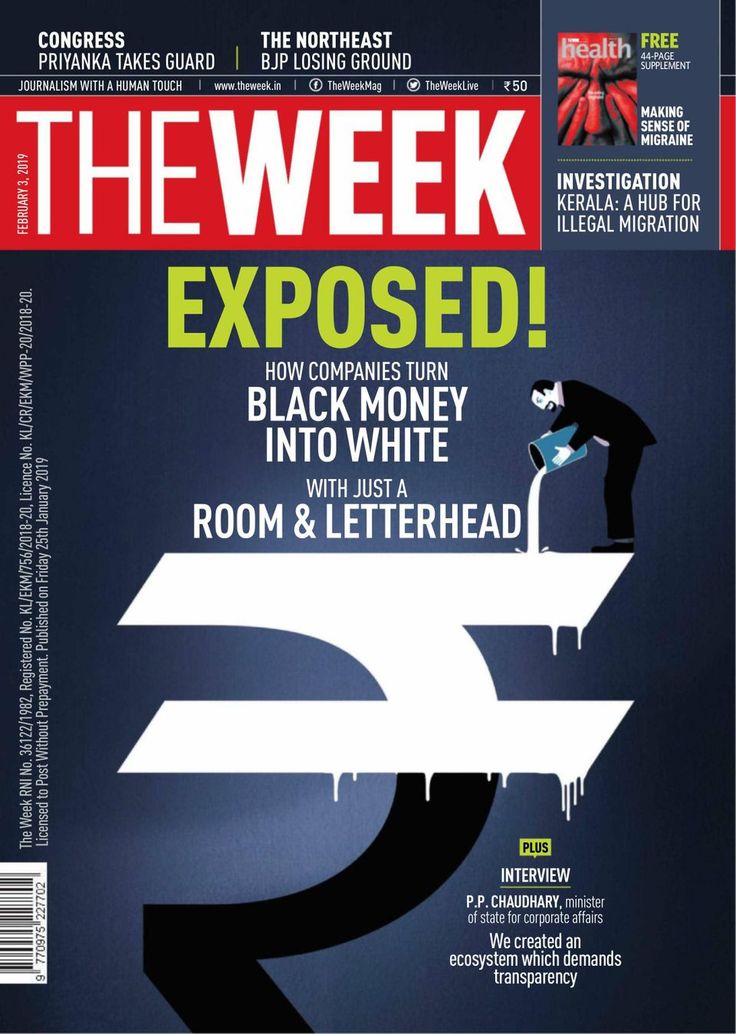 CONGRESS
PRIYANKA TAKES GUARD
THE NORTHEAST
BJP LOSING GROUND
JOURNALISM WITH A HUMAN TOUCH | www.theweek.in | f TheWeekMag | TheWeekLive | ₹50
health
FREE
44-PAGE
SUPPLEMENT
MAKING
SENSE OF
MIGRAINE
INVESTIGATION
KERALA: A HUB FOR
ILLEGAL MIGRATION
FEBRUARY 3, 2019
THE WEEK
EXPOSED!
HOW COMPANIES TURN
BLACK MONEY
INTO WHITE
WITH JUST A
ROOM & LETTERHEAD
₹
The Week RNI No. 36122/1982, Registered No. KL/EKM/756/2018-20, Licence No. KL/CR/EKM/WPP-20/2018-20.
Licensed to Post Without Prepayment. Published on Friday 25th January 2019
PLUS
INTERVIEW
P.P. CHAUDHARY, minister
of state for corporate affairs
We created an
ecosystem which demands
transparency
9 770975 227702